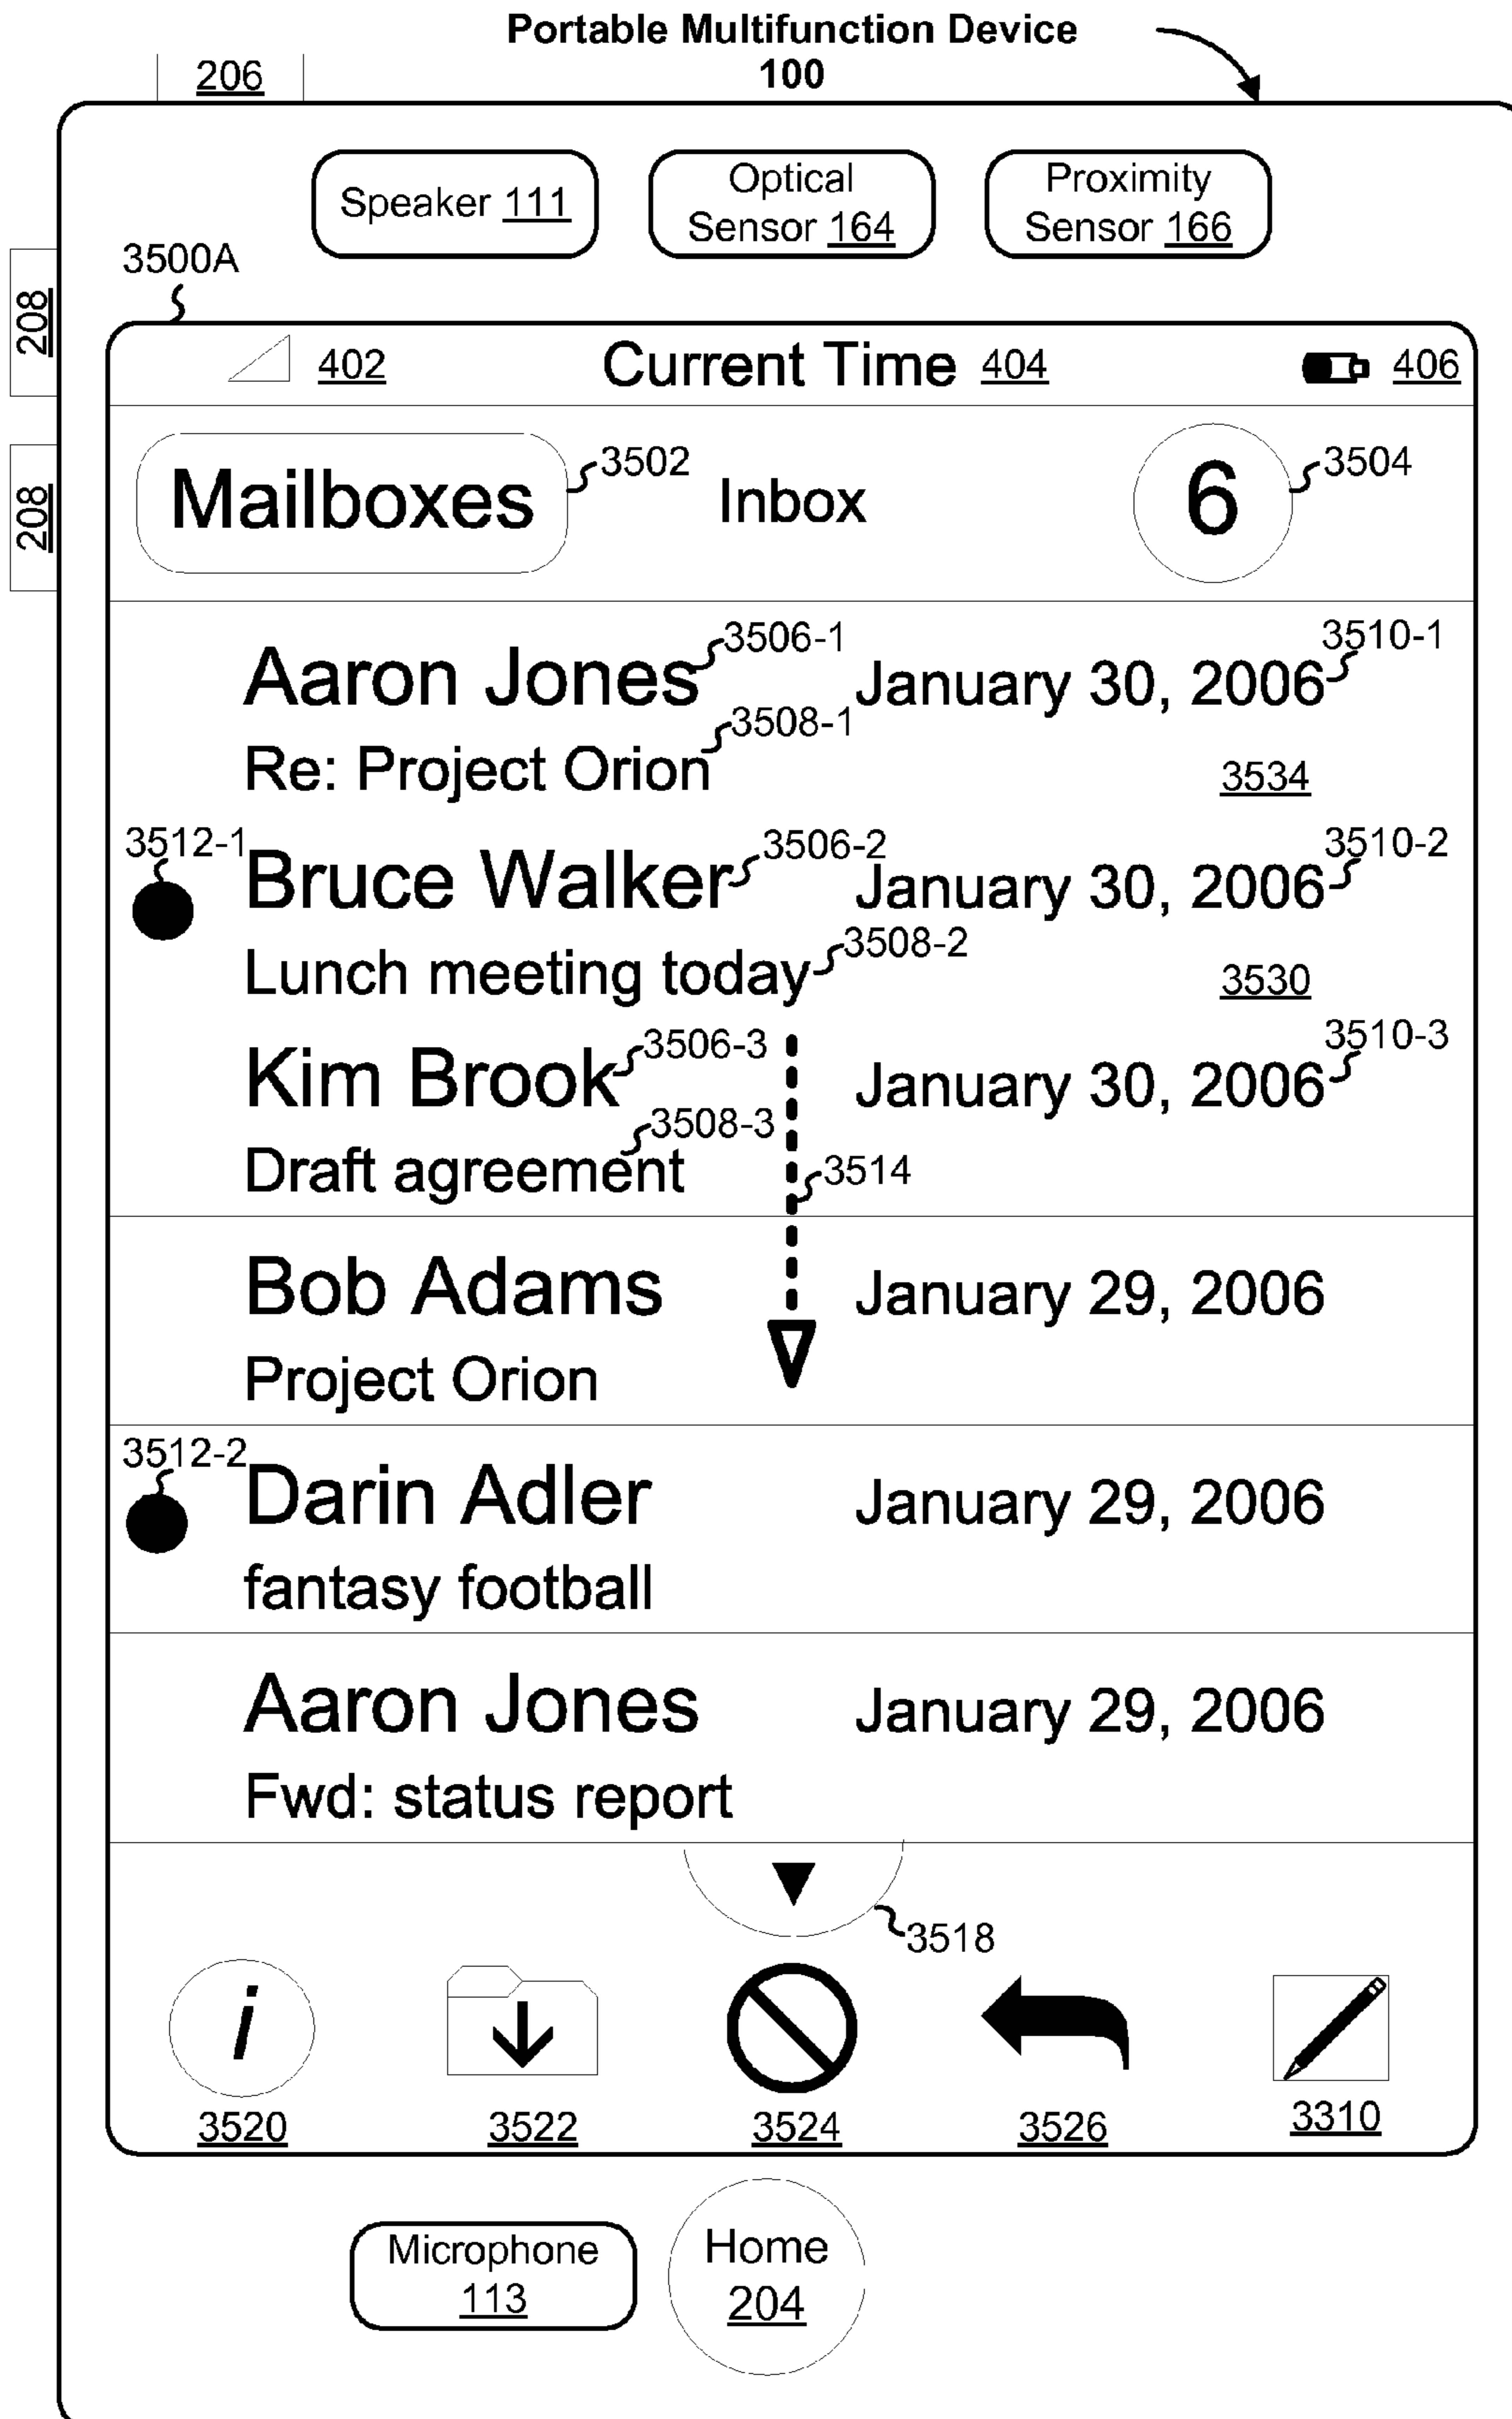 Portable Multifunction Device
100
206
Speaker 111
Optical
Sensor 164
Proximity
Sensor 166
3500A
208
402
Current Time 404
406
208
Mailboxes
3502
Inbox
6
3504
Aaron Jones
3506-1
January 30, 2006
3510-1
Re: Project Orion
3508-1
3534
3512-1
Bruce Walker
3506-2
January 30, 2006
3510-2
Lunch meeting today
3508-2
3530
Kim Brook
3506-3
January 30, 2006
3510-3
Draft agreement
3508-3
3514
Bob Adams
January 29, 2006
Project Orion
3512-2
Darin Adler
January 29, 2006
fantasy football
Aaron Jones
January 29, 2006
Fwd: status report
3518
i
3520
3522
3524
3526
3310
Microphone
113
Home
204